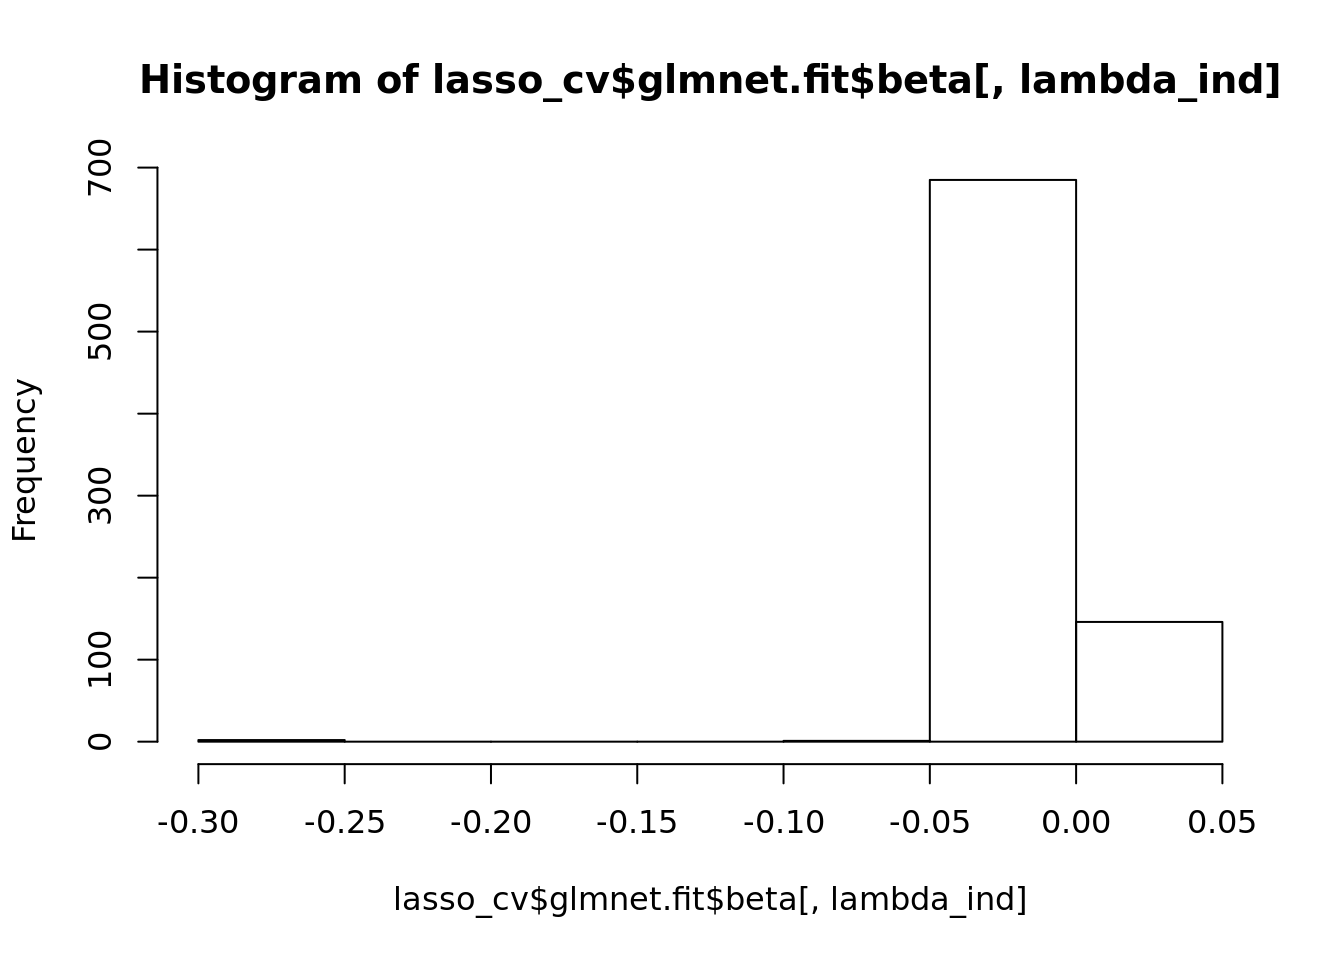 Histogram of lasso_cv$glmnet.fit$beta[, lambda_ind]
Frequency
700
500
300
100
0
-0.30 -0.25 -0.20 -0.15 -0.10 -0.05 0.00 0.05
lasso_cv$glmnet.fit$beta[, lambda_ind]